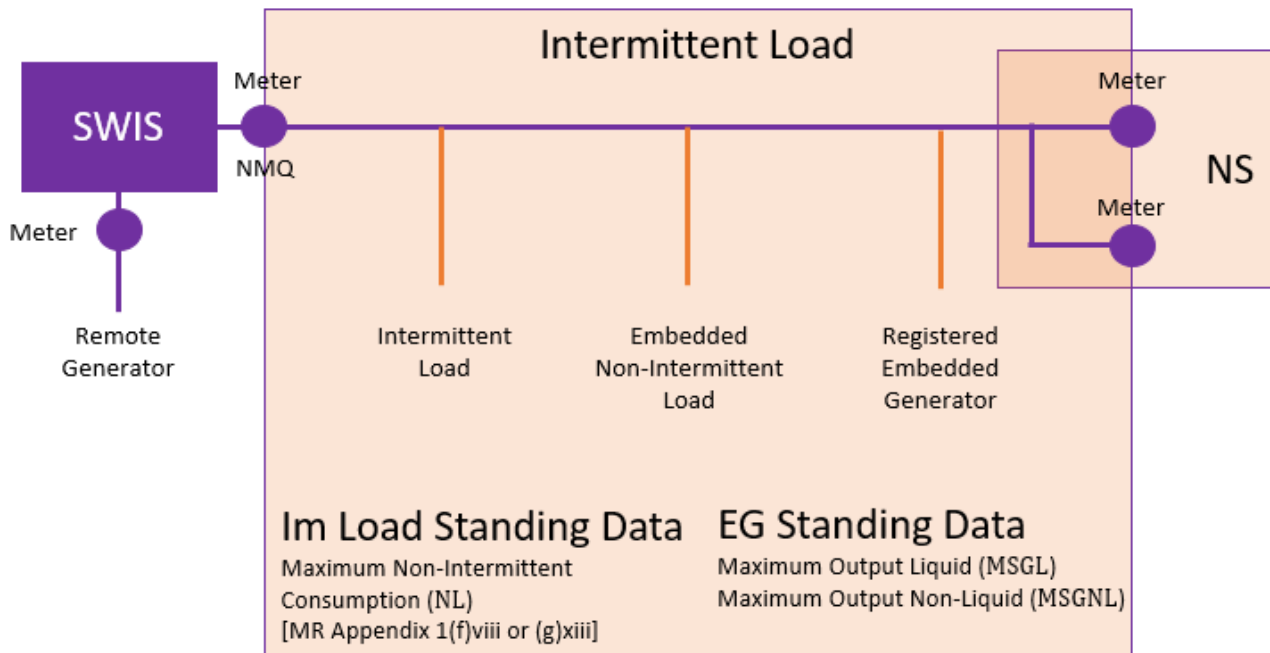 Intermittent Load
Meter
Meter
SWIS
NMQ
NS
Meter
Meter
Remote
Generator
Intermittent
Load
Embedded
Non-Intermittent
Load
Registered
Embedded
Generator
Im Load Standing Data
Maximum Non-Intermittent
Consumption (NL)
[MR Appendix 1(f)viii or (g)xiii]
EG Standing Data
Maximum Output Liquid (MSGL)
Maximum Output Non-Liquid (MSGNL)